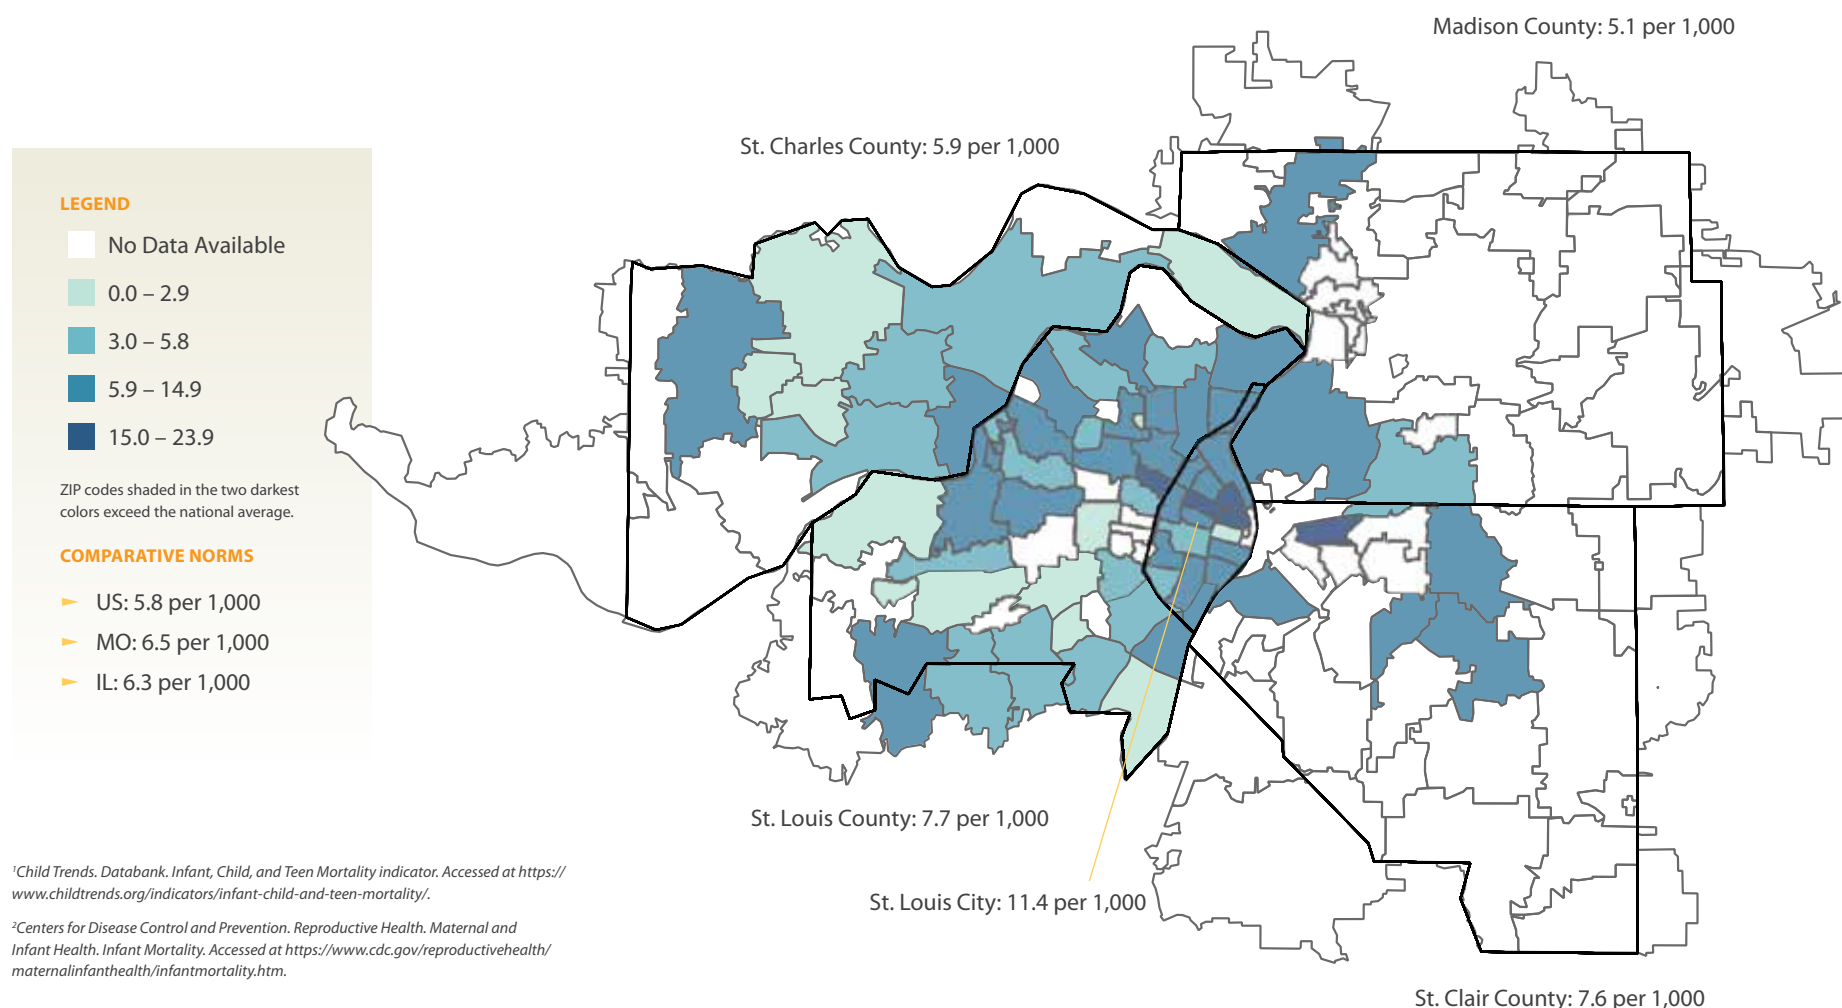 Madison County: 5.1 per 1,000
St. Charles County: 5.9 per 1,000
LEGEND
No Data Available
0.0 – 2.9
3.0 – 5.8
5.9 – 14.9
15.0 – 23.9
ZIP codes shaded in the two darkest
colors exceed the national average.
COMPARATIVE NORMS
► US: 5.8 per 1,000
► MO: 6.5 per 1,000
► IL: 6.3 per 1,000
St. Louis County: 7.7 per 1,000
St. Louis City: 11.4 per 1,000
St. Clair County: 7.6 per 1,000
¹Child Trends. Databank. Infant, Child, and Teen Mortality indicator. Accessed at https://
www.childtrends.org/indicators/infant-child-and-teen-mortality/.
²Centers for Disease Control and Prevention. Reproductive Health. Maternal and
Infant Health. Infant Mortality. Accessed at https://www.cdc.gov/reproductivehealth/
maternalinfanthealth/infantmortality.htm.